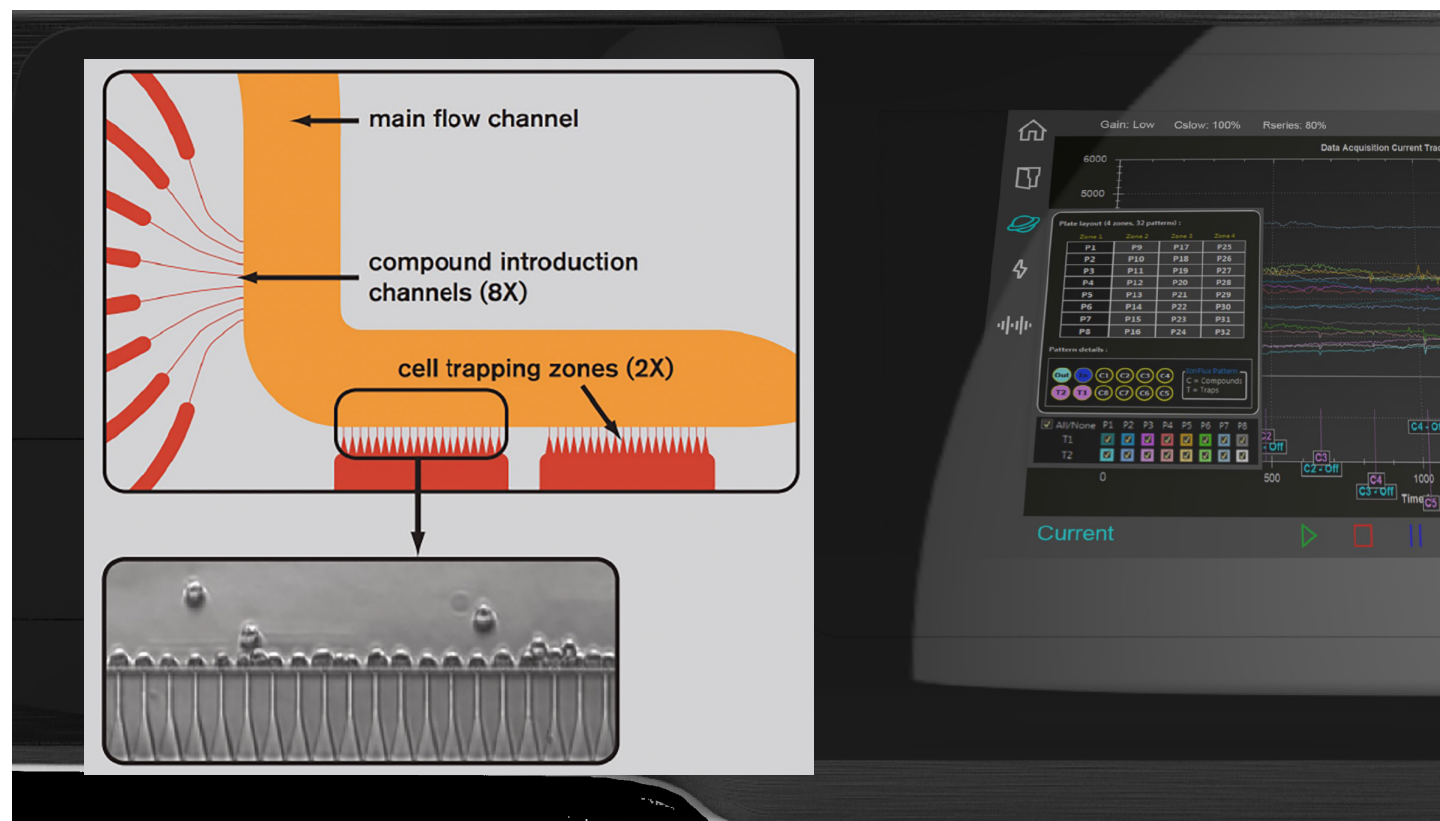 main flow channel
compound introduction
channels (8X)
cell trapping zones (2X)
Gain: Low Cslow: 100% Rseries: 80%
Data Acquisition Current Trac
6000
5000
Plate layout (4 zones, 32 patterns) :
Zone 1 Zone 2 Zone 3 Zone 4
P1 P9 P17 P25
P2 P10 P18 P26
P3 P11 P19 P27
P4 P12 P20 P28
P5 P13 P21 P29
P6 P14 P22 P30
P7 P15 P23 P31
P8 P16 P24 P32
Pattern details :
Out In C1 C2 C3 C4
T2 T1 C8 C7 C6 C5
IonFlux Pattern
C = Compounds
T = Traps
All/None P1 P2 P3 P4 P5 P6 P7 P8
T1
T2
C2
Off
C3
C2 - Off
C4
C3 - Off
C4 - O
C5
0 500 1000
Time
Current